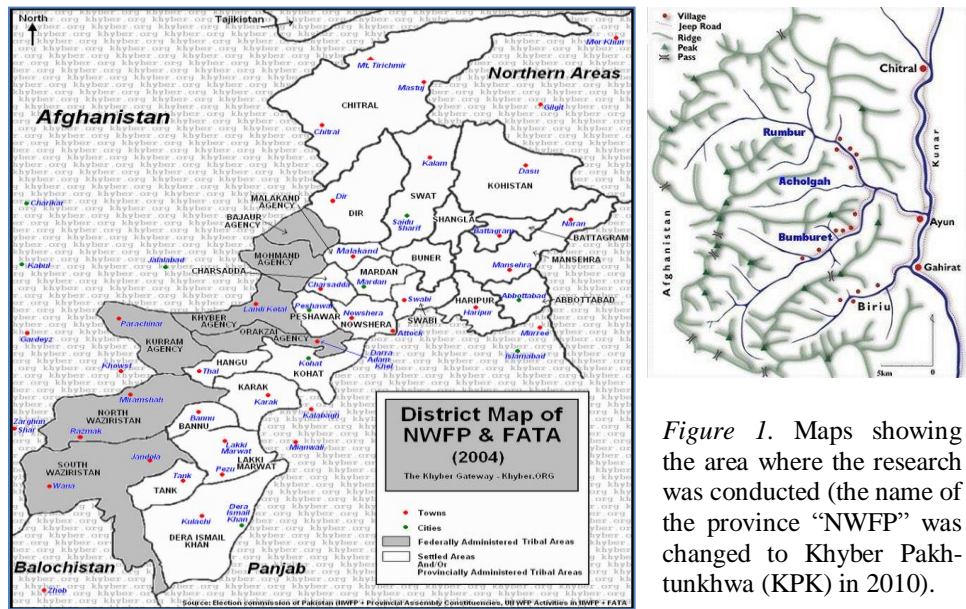 North
Tajikistan
Mor Khan
Mt. Tirichmir
Mastuj
Northern Areas
CHITRAL
Gilgit
Afghanistan
Chitral
Kalam
Dasu
SWAT
KOHISTAN
Dir
DIR
MALAKAND
AGENCY
Charikar
BAJAUR
AGENCY
Saidu
Sharif
SHANGLA
Naran
Battagram
BATTAGRAM
MOHMAND
AGENCY
Malakand
BUNER
MANSEHRA
Kabul
Jalalabad
CHARSADDA
MARDAN
Mardan
Mansehra
Charsadda
Swabi
HARIPUR
Abbottabad
ABBOTTABAD
Landi Kotal
Peshawar
PESHAWAR
Nowshera
NOWSHERA
SWABI
Haripur
Parachinar
KHYBER
AGENCY
ORAKZAI
AGENCY
Attock
Murree
Gardeyz
KURRAM
AGENCY
Islamabad
Darra
Adam
Khel
Khowst
HANGU
Thal
Kohat
KOHAT
KARAK
Miramshah
Karak
Kalabagh
NORTH
WAZIRISTAN
Bannu
BANNU
Zarghun
Shar
Razmak
Lakki
Marwat
Mianwali
LAKKI
MARWAT
SOUTH
WAZIRISTAN
Jandola
Pezu
Wana
Tank
TANK
Kulachi
Dera
Ismail
Khan
DERA ISMAIL
KHAN
Balochistan
Panjab
Zhob
District Map of
NWFP & FATA
(2004)
The Khyber Gateway - Khyber.ORG
Towns
Cities
Federally Administered Tribal Areas
Settled Areas
And/Or
Provincially Administered Tribal Areas
Village
Jeep Road
Ridge
Peak
Pass
Chitral
Rumbur
Kunar
Acholgah
Afghanistan
Ayun
Bumburet
Gahirat
Biriu
5km
0
Figure 1. Maps showing
the area where the research
was conducted (the name of
the province “NWFP” was
changed to Khyber Pakh-
tunkhwa (KPK) in 2010).